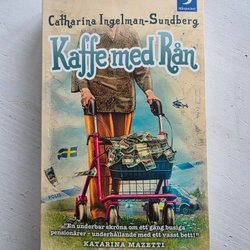 Catharina Ingelman-Sundberg
Kaffe med Rån
"En underbar skröna om ett gäng busiga
pensionärer – underhållande med ett vasst bett!"
KATARINA MAZETTI